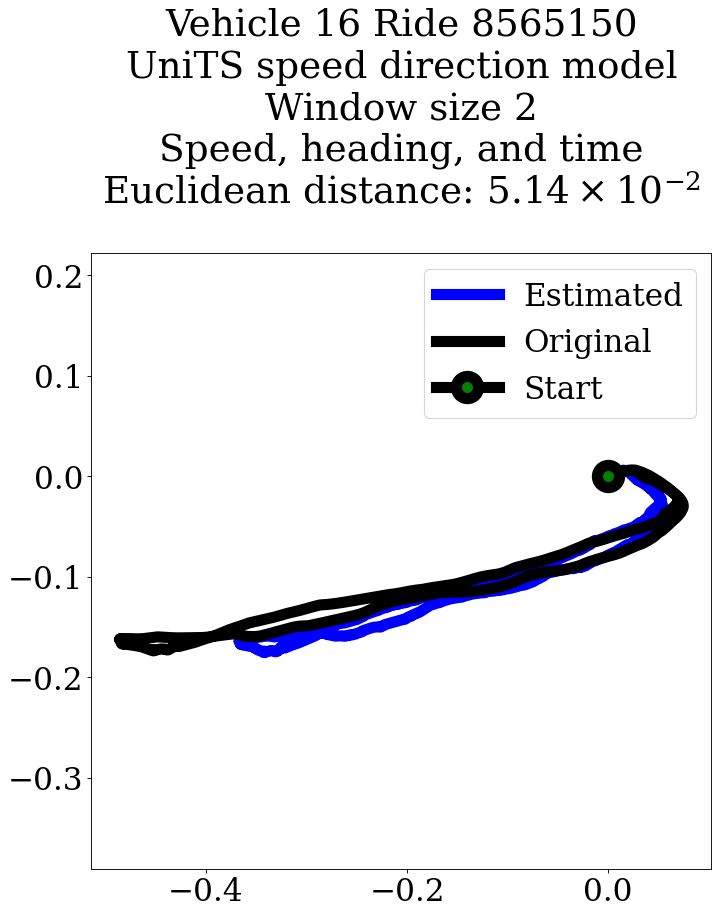 Vehicle 16 Ride 8565150
UniTS speed direction model
Window size 2
Speed, heading, and time
Euclidean distance: 5.14 × 10⁻²
Estimated
Original
Start
0.2
0.1
0.0
−0.1
−0.2
−0.3
−0.4
−0.2
0.0